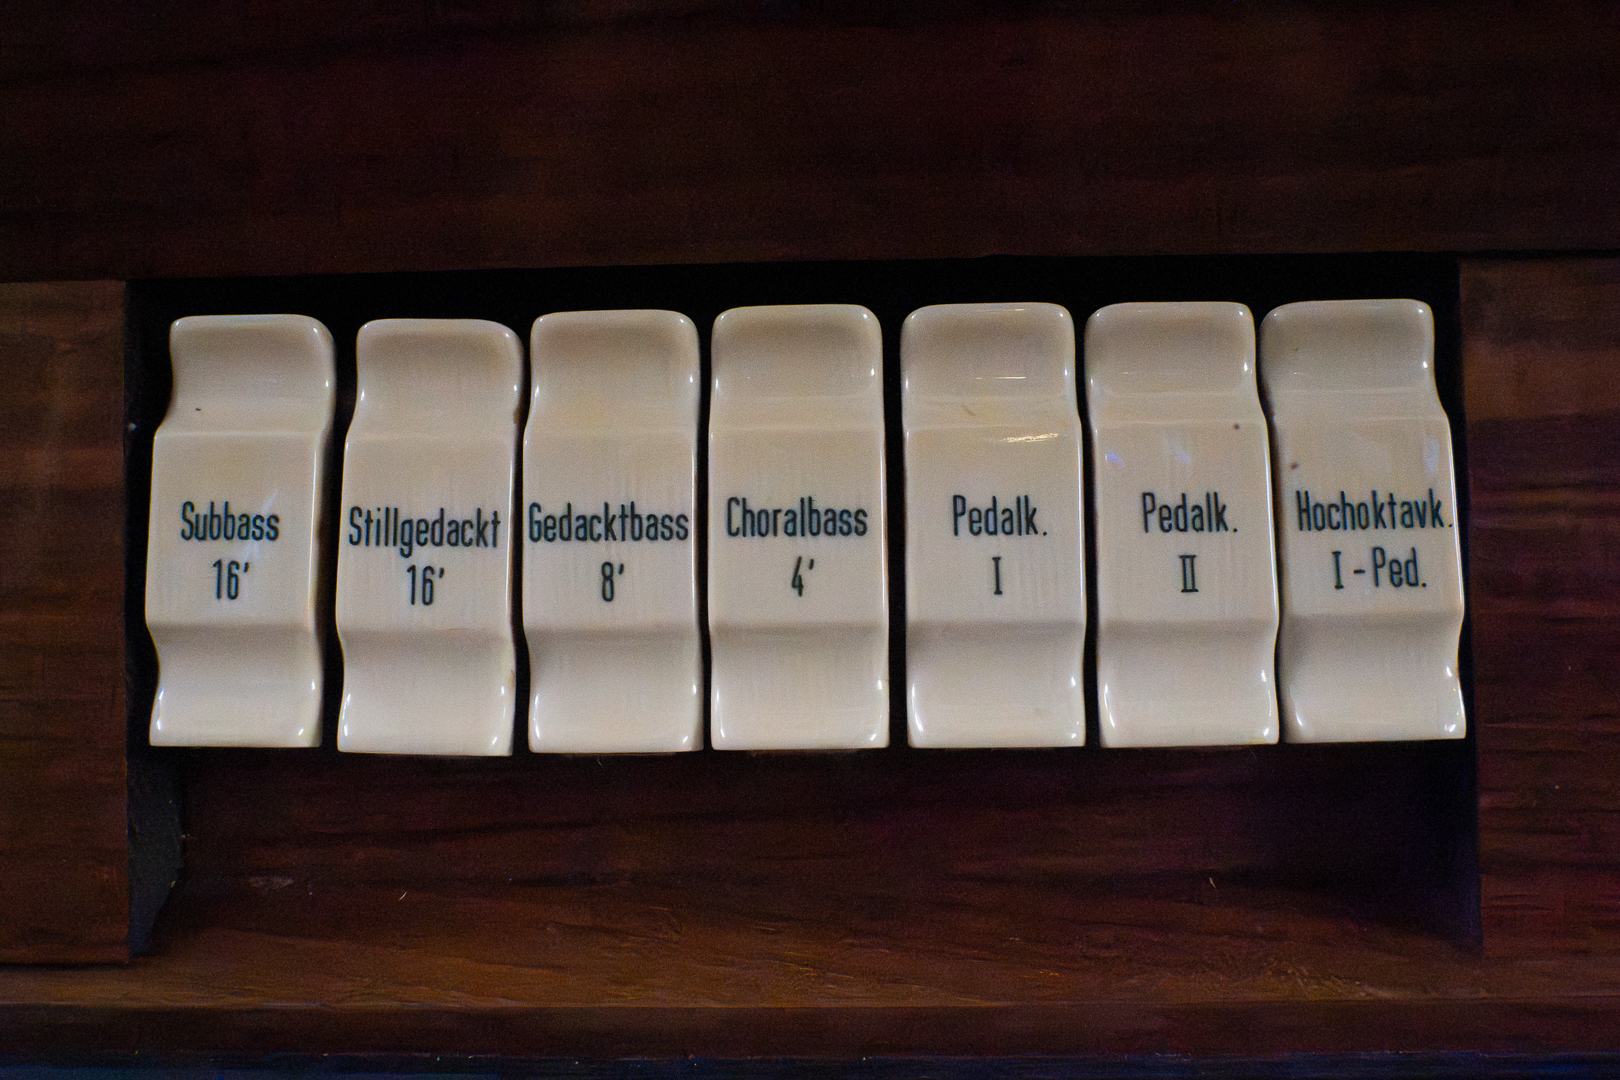 Subbass
16'
Stillgedackt
16'
Gedacktbass
8'
Choralbass
4'
Pedalk.
I
Pedalk.
II
Hochoktavk.
I-Ped.